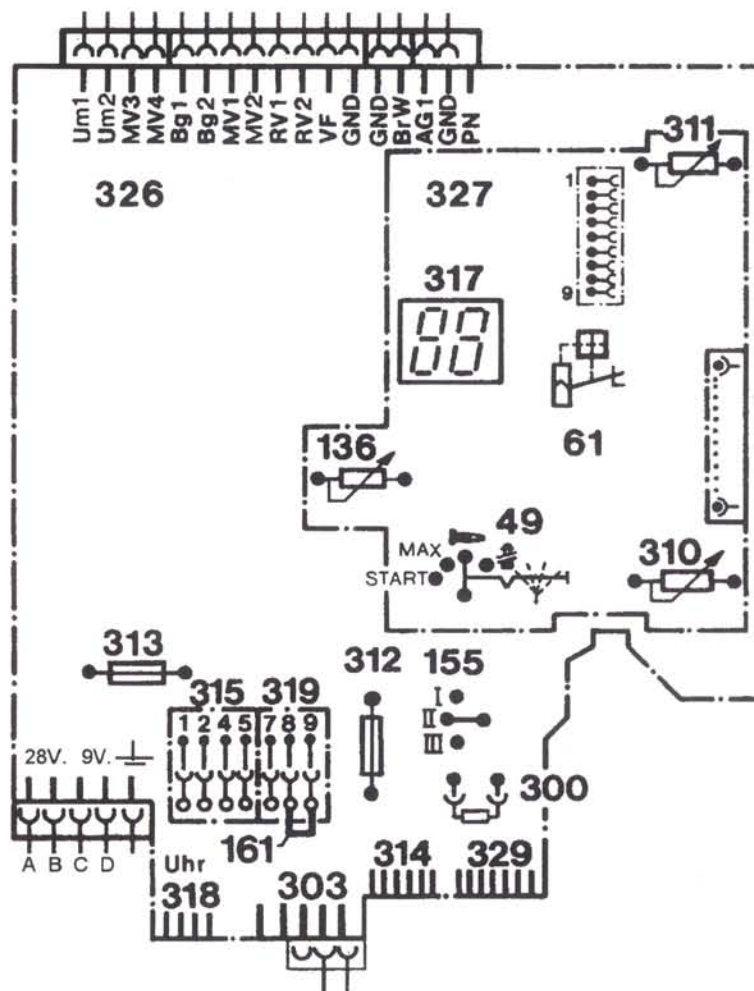 Um1 Um2 MV3 MV4 Bg1 Bg2 MV1 MV2 RV1 RV2 VF GND GND BrW AG1 GND PN
311
326
327
1
317
9
136
61
49
MAX
START
310
313
312
155
315
319
I
1 2 4 5 7 8 9
II
III
28V. 9V.
300
161
A B C D
Uhr
314
329
318
303